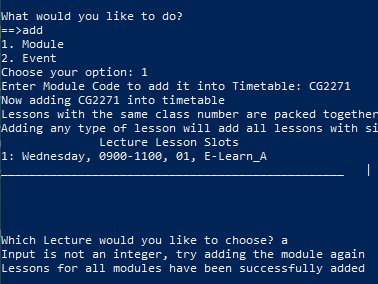 What would you like to do?
==>add
1. Module
2. Event
Choose your option: 1
Enter Module Code to add it into Timetable: CG2271
Now adding CG2271 into timetable
Lessons with the same class number are packed together
Adding any type of lesson will add all lessons with si
Lecture Lesson Slots
1: Wednesday, 0900-1100, 01, E-Learn_A
____________________________________________________ |
Which Lecture would you like to choose? a
Input is not an integer, try adding the module again
Lessons for all modules have been successfully added